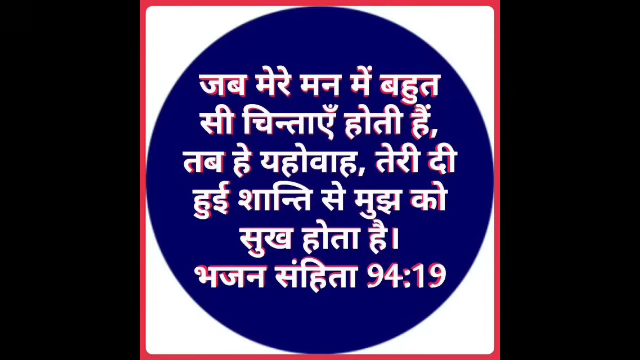 जब मेरे मन में बहुत
सी चिन्ताएँ होती हैं,
तब हे यहोवाह, तेरी दी
हुई शान्ति से मुझ को
सुख होता है।
भजन संहिता 94:19